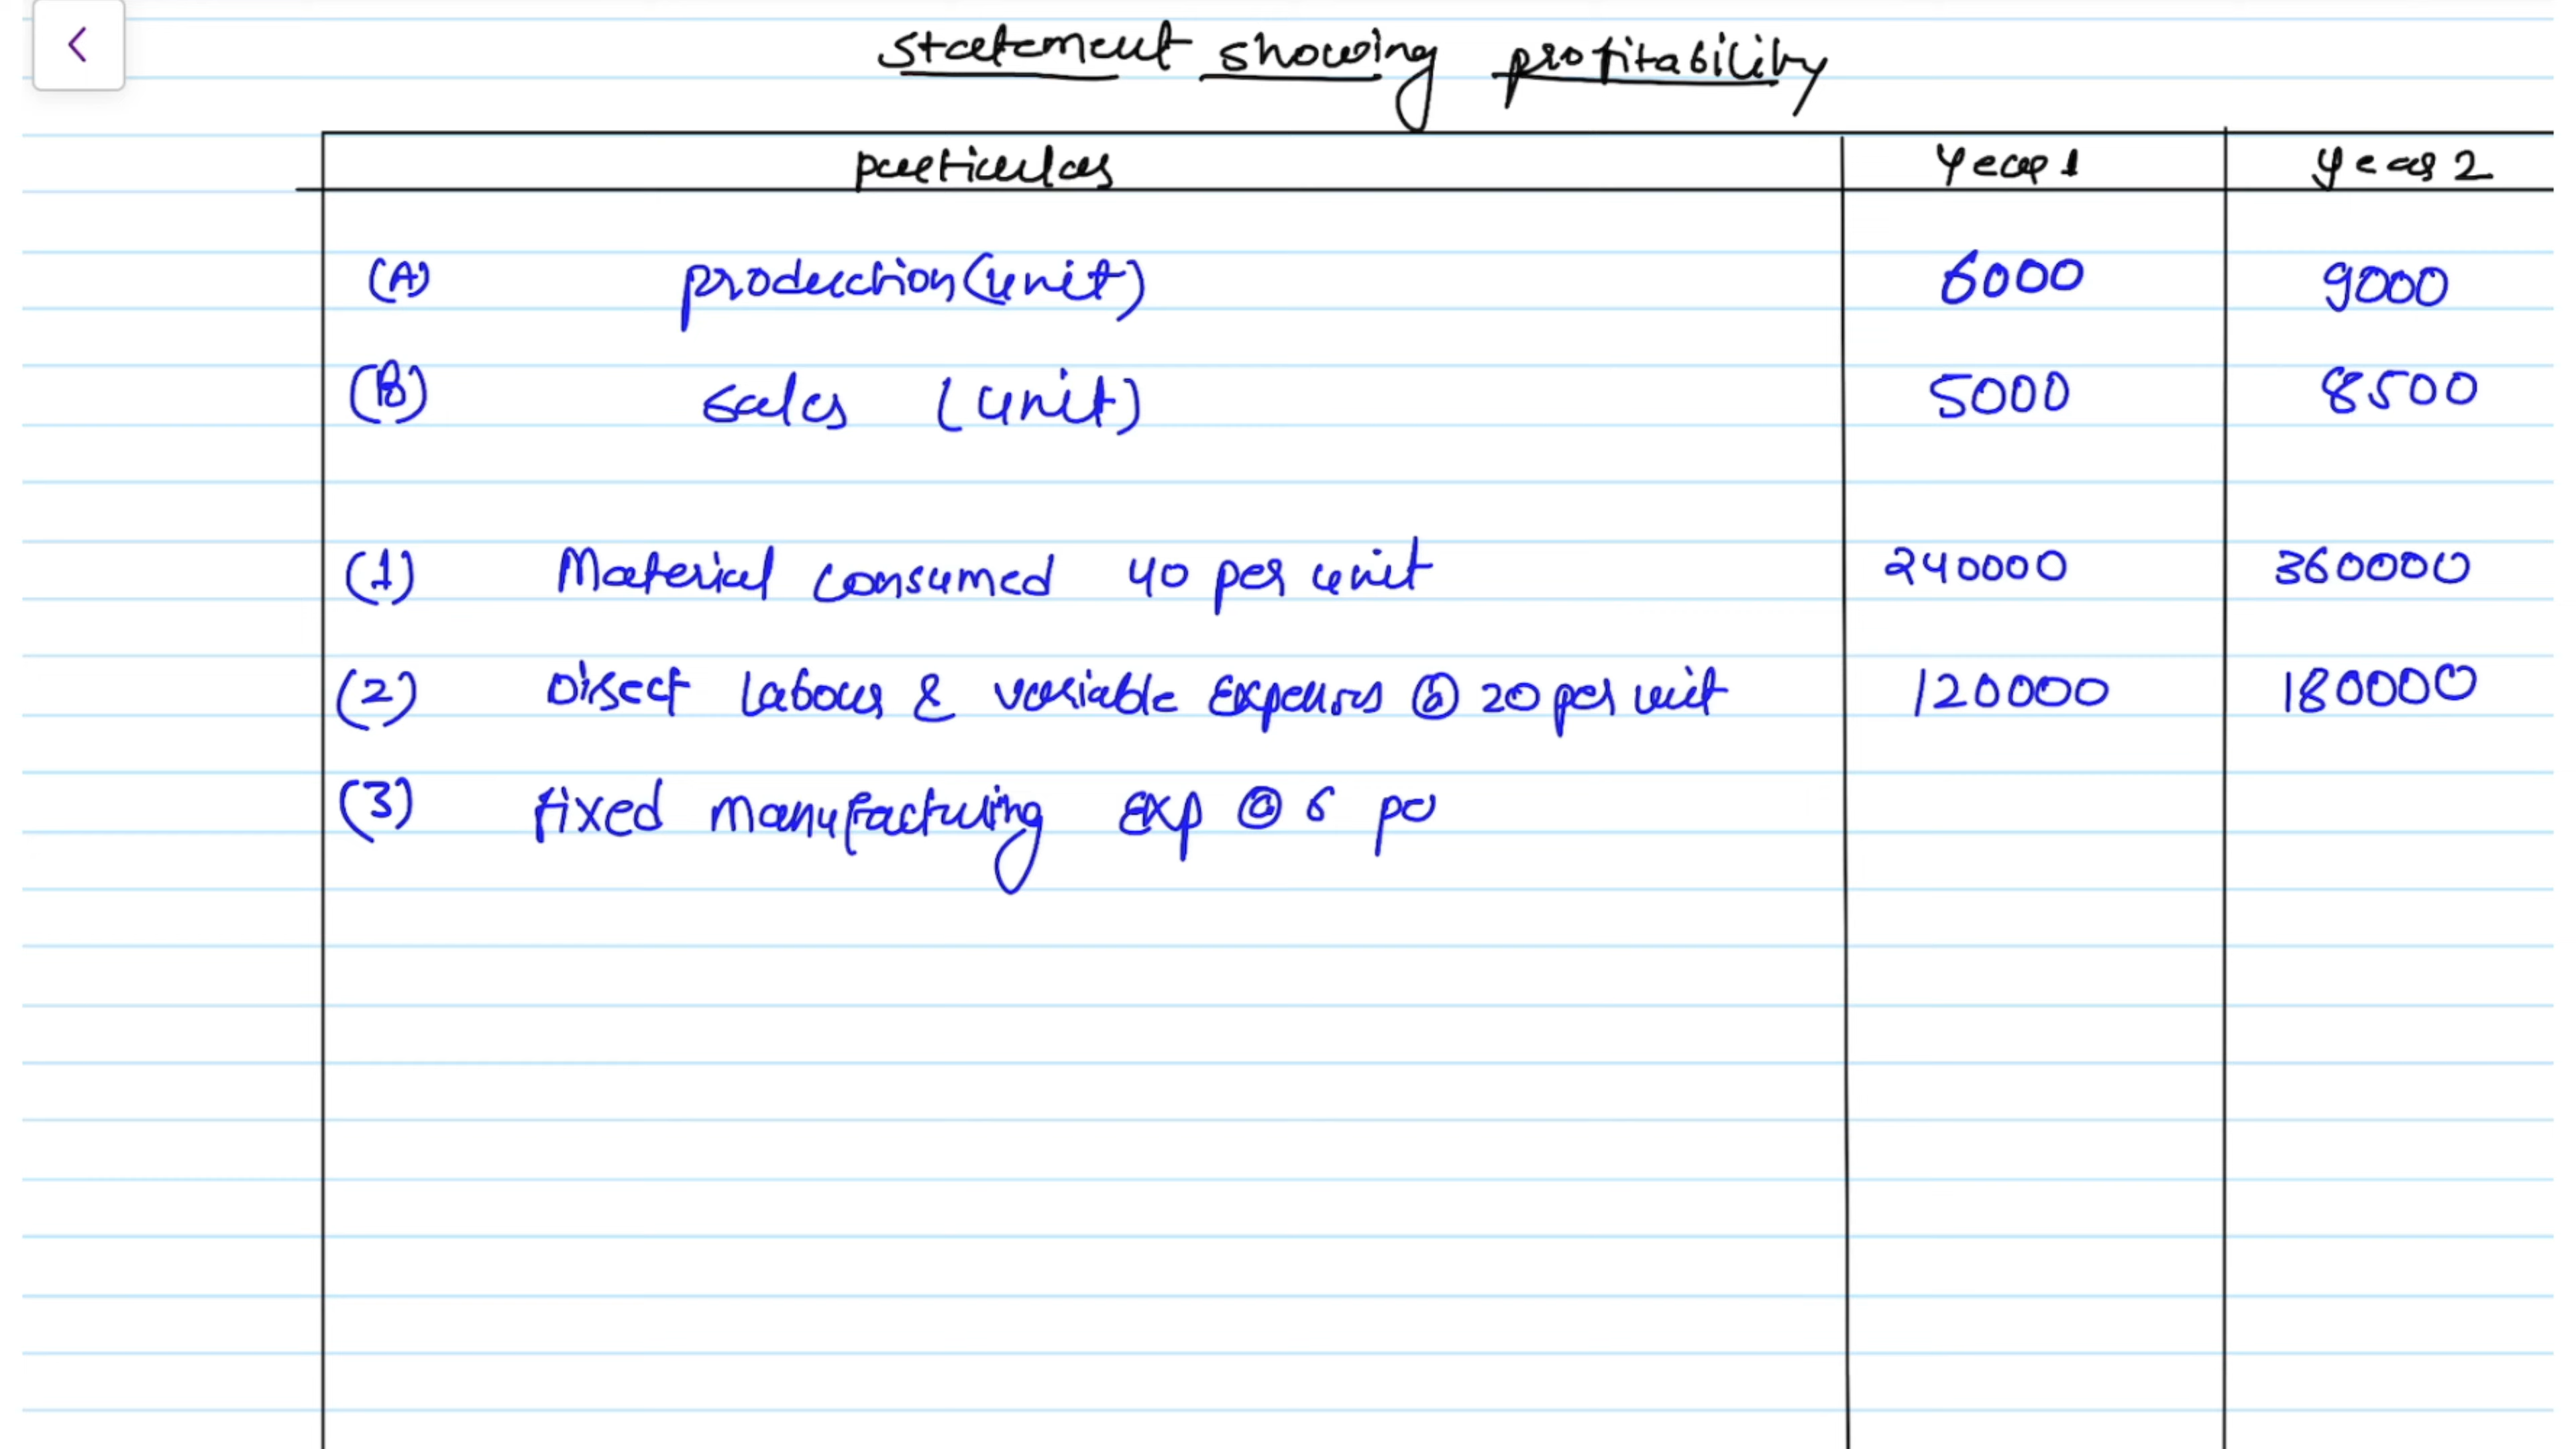 statement showing profitability
particulars Year 1 Year 2
(A) production (unit) 6000 9000
(B) sales (unit) 5000 8500
(1) Material consumed 40 per unit 240000 360000
(2) Direct labour & variable Expenses @ 20 per unit 120000 180000
(3) fixed manufacturing Exp @ 6 pe